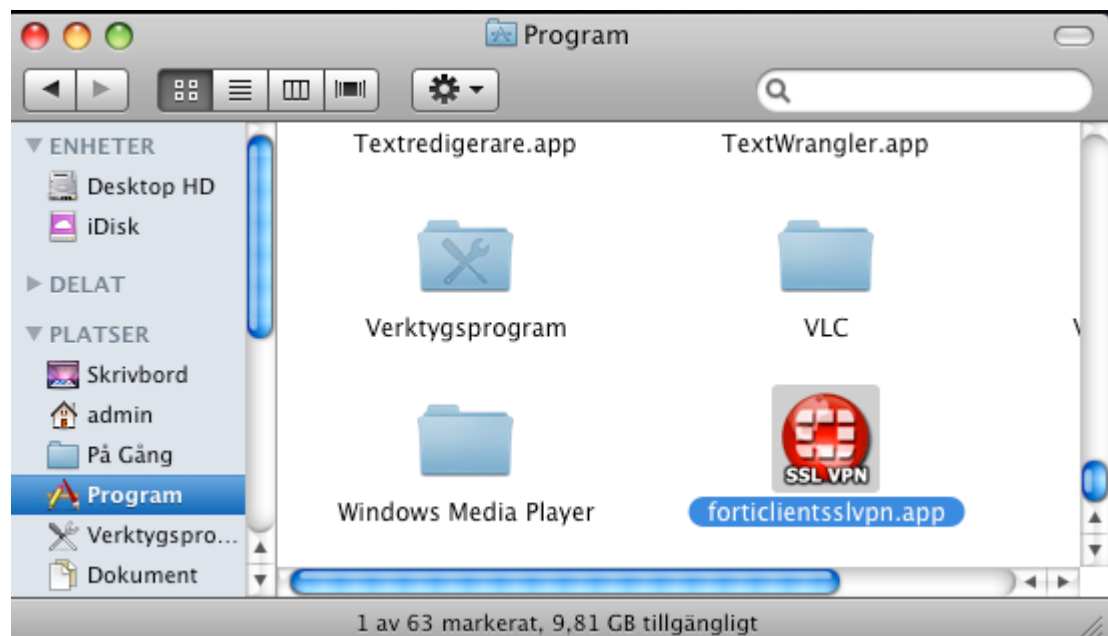 Program
ENHETER
Desktop HD
iDisk
DELAT
PLATSER
Skrivbord
admin
På Gång
Program
Verktygspro...
Dokument
Textredigerare.app
TextWrangler.app
Verktygsprogram
VLC
Windows Media Player
SSL VPN
forticlientsslvpn.app
1 av 63 markerat, 9,81 GB tillgängligt